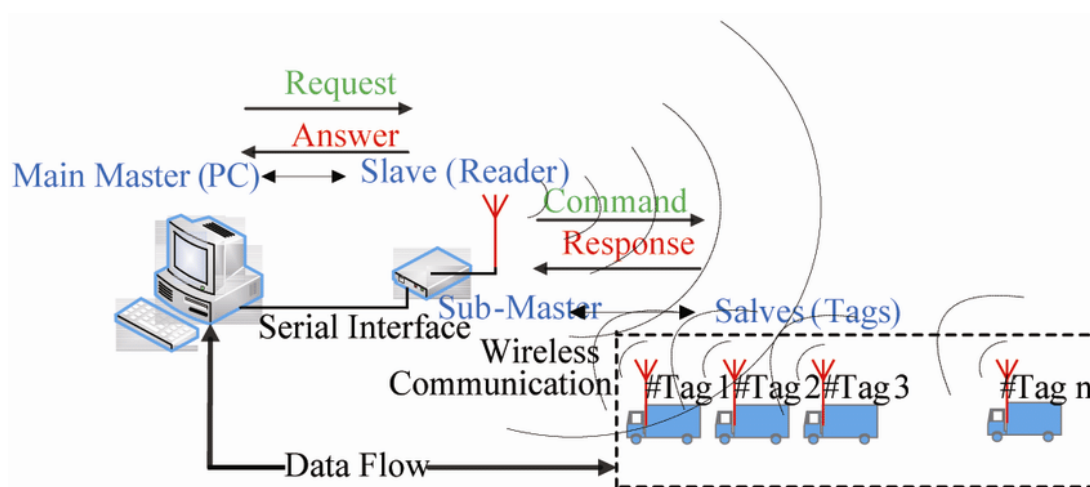 Request
Answer
Main Master (PC)
Slave (Reader)
Command
Response
Sub-Master
Salves (Tags)
Serial Interface
Wireless
Communication
#Tag 1
#Tag 2
#Tag 3
#Tag n
Data Flow